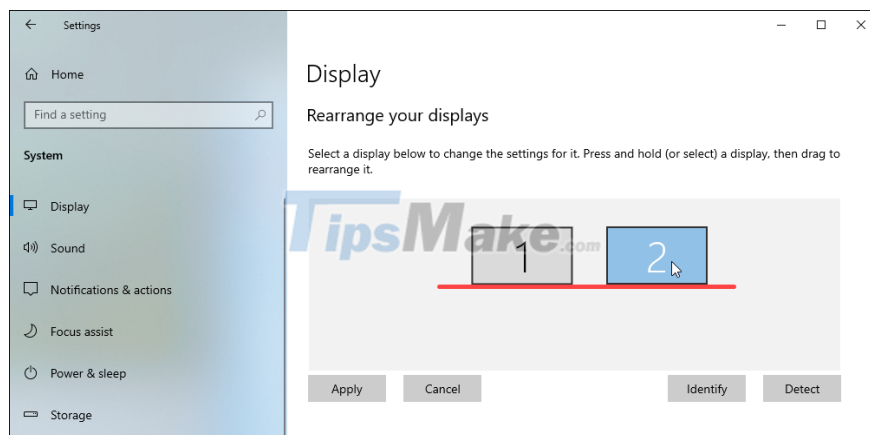 Settings
Home
Find a setting
System
Display
Sound
Notifications & actions
Focus assist
Power & sleep
Storage
Display
Rearrange your displays
Select a display below to change the settings for it. Press and hold (or select) a display, then drag to
rearrange it.
TipsMake.com
1 2
Apply Cancel Identify Detect